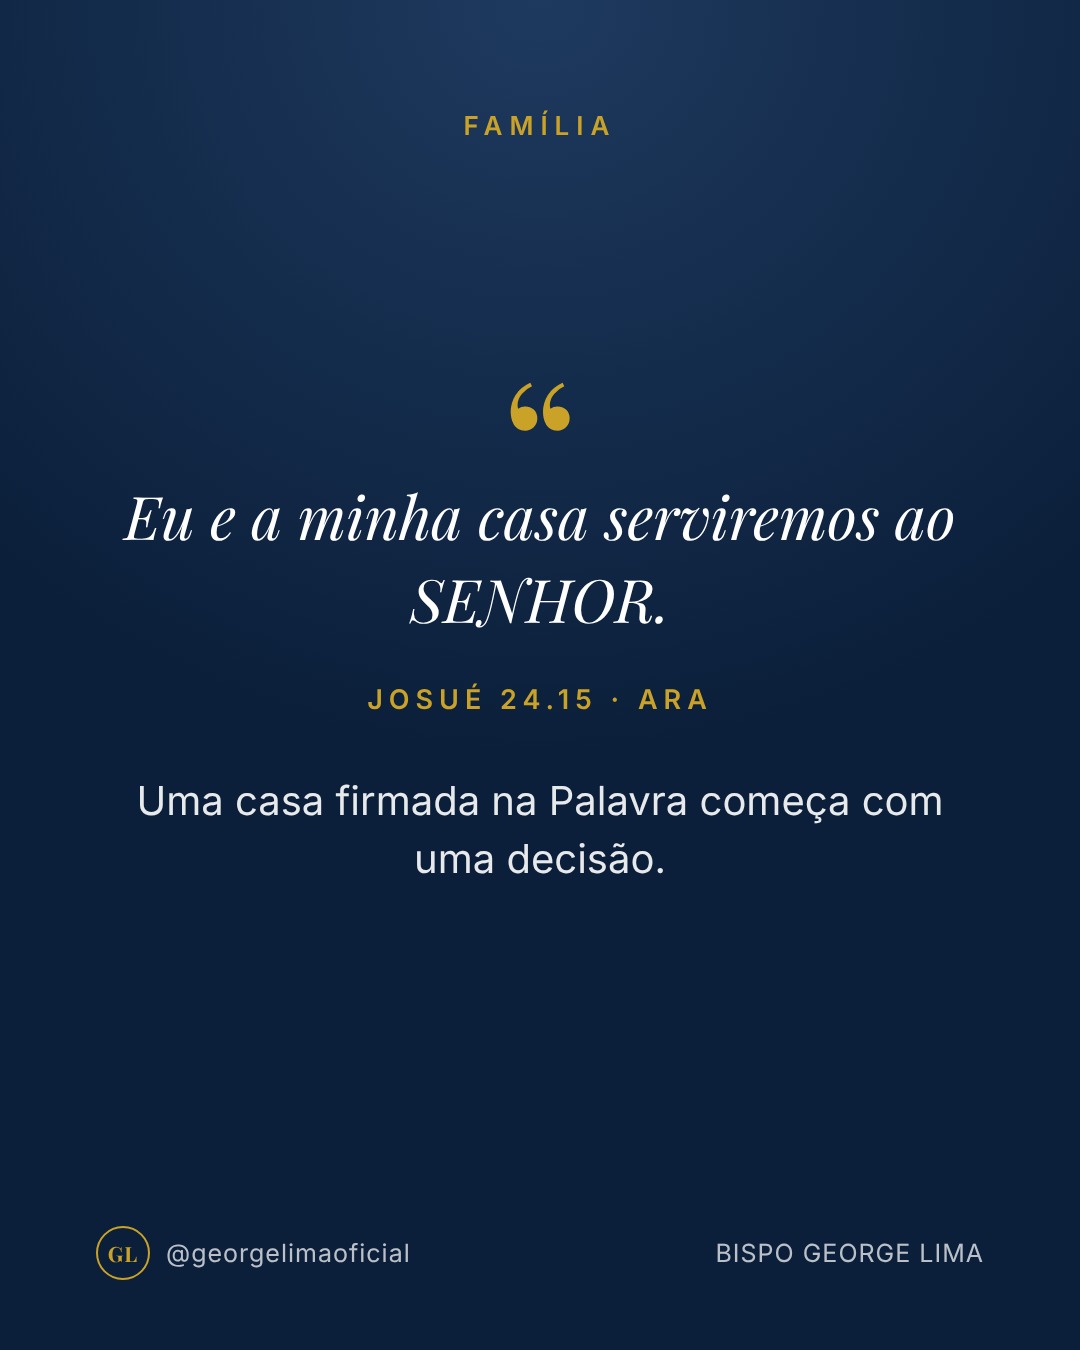 FAMÍLIA
“
Eu e a minha casa serviremos ao
SENHOR.
JOSUÉ 24.15 · ARA
Uma casa firmada na Palavra começa com
uma decisão.
GL @georgelimaoficial
BISPO GEORGE LIMA